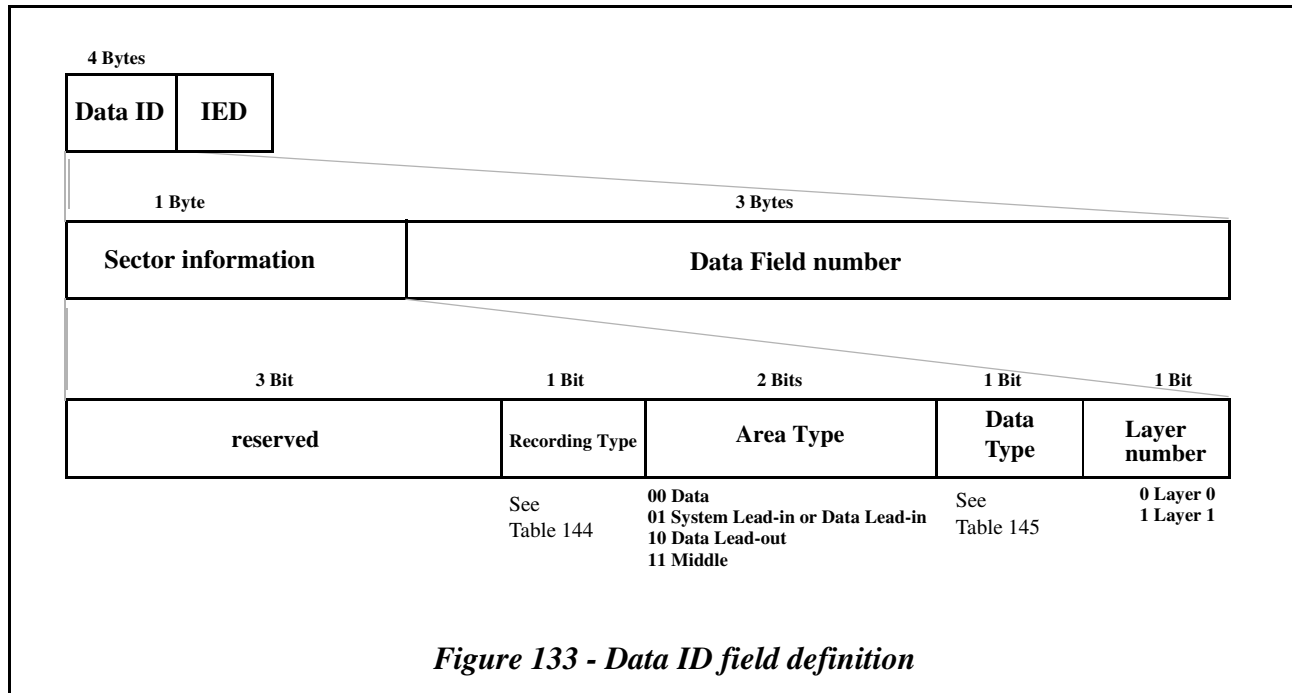 4 Bytes
Data ID IED
1 Byte 3 Bytes
Sector information Data Field number
3 Bit 1 Bit 2 Bits 1 Bit 1 Bit
reserved Recording Type Area Type Data Type Layer number
See Table 144
00 Data
01 System Lead-in or Data Lead-in
10 Data Lead-out
11 Middle
See Table 145
0 Layer 0
1 Layer 1
Figure 133 - Data ID field definition